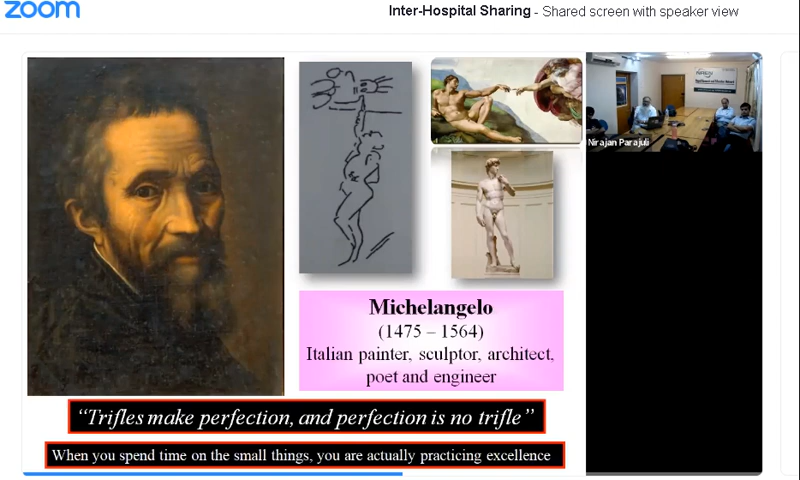 zoom
Inter-Hospital Sharing - Shared screen with speaker view
Nirajan Parajuli
Michelangelo
(1475 – 1564)
Italian painter, sculptor, architect,
poet and engineer
“Trifles make perfection, and perfection is no trifle”
When you spend time on the small things, you are actually practicing excellence